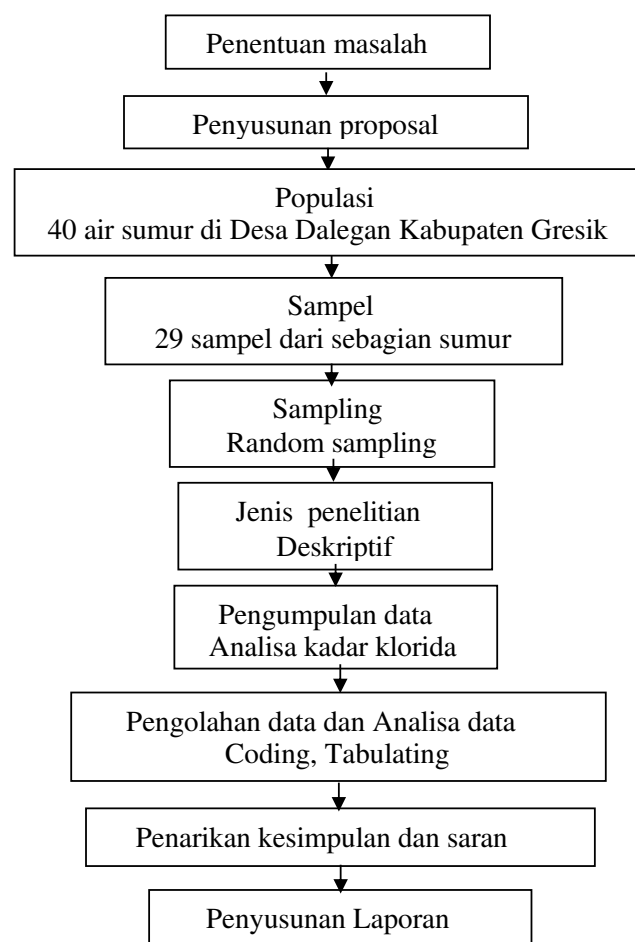 Penentuan masalah
Penyusunan proposal
Populasi
40 air sumur di Desa Dalegan Kabupaten Gresik
Sampel
29 sampel dari sebagian sumur
Sampling
Random sampling
Jenis penelitian
Deskriptif
Pengumpulan data
Analisa kadar klorida
Pengolahan data dan Analisa data
Coding, Tabulating
Penarikan kesimpulan dan saran
Penyusunan Laporan